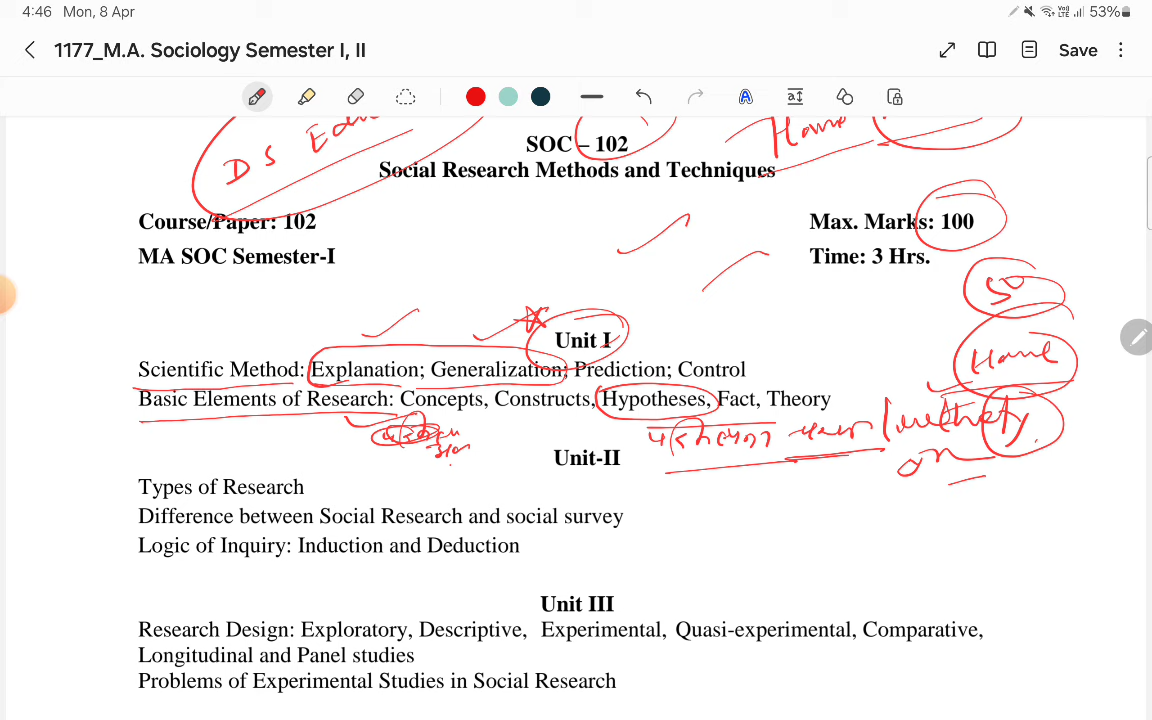 4:46 Mon, 8 Apr
53%
1177_M.A. Sociology Semester I, II
Save
DS
SOC – 102
Home
Social Research Methods and Techniques
Course/Paper: 102
Max. Marks: 100
MA SOC Semester-I
Time: 3 Hrs.
50
Unit I
Home
Scientific Method: Explanation; Generalization; Prediction; Control
Basic Elements of Research: Concepts, Constructs, Hypotheses, Fact, Theory
Unit-II
Types of Research
Difference between Social Research and social survey
Logic of Inquiry: Induction and Deduction
Unit III
Research Design: Exploratory, Descriptive, Experimental, Quasi-experimental, Comparative,
Longitudinal and Panel studies
Problems of Experimental Studies in Social Research